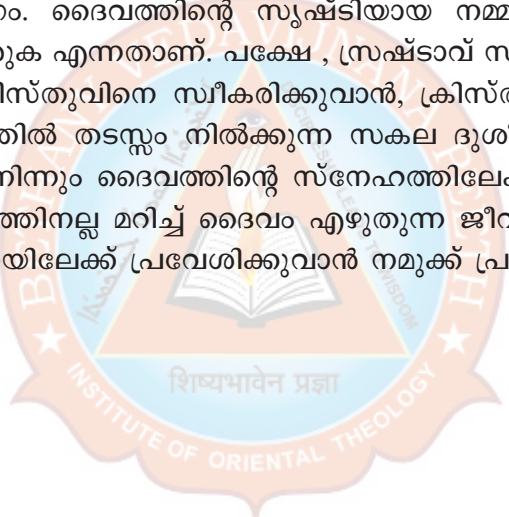 നം. ദൈവത്തിന്റെ സൃഷ്ടിയായ നമ്മ
ുക എന്നതാണ്. പക്ഷേ , സ്രഷ്ടാവ് സ
ിസ്തുവിനെ സ്വീകരിക്കുവാൻ, ക്രിസ്ത
ത്തിൽ തടസ്സം നിൽക്കുന്ന സകല ദുശീ
നിന്നും ദൈവത്തിന്റെ സ്നേഹത്തിലേക
ത്തിനല്ല മറിച്ച് ദൈവം എഴുതുന്ന ജീവ
യിലേക്ക് പ്രവേശിക്കുവാൻ നമുക്ക് പ്ര
शिष्यभावेन प्रज्ञा
INSTITUTE OF ORIENTAL THEOLOGY